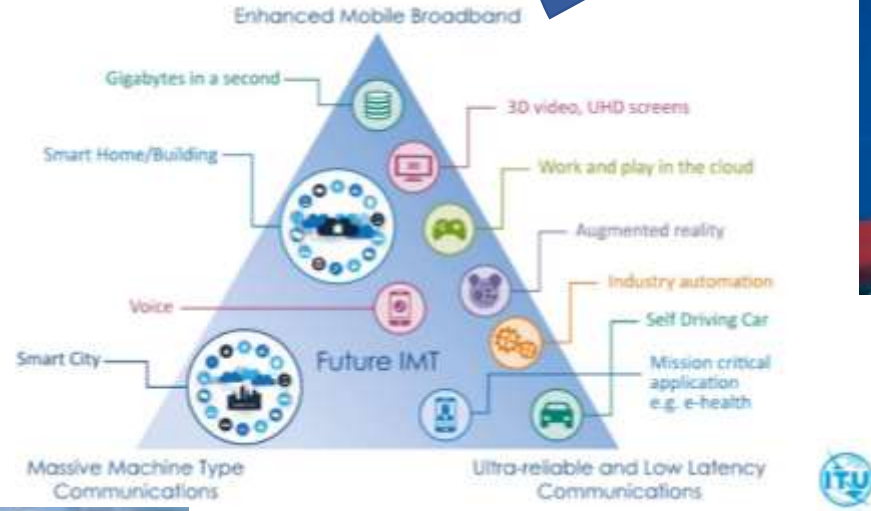 Enhanced Mobile Broadband
Gigabytes in a second
3D video, UHD screens
Smart Home/Building
Work and play in the cloud
Augmented reality
Industry automation
Voice
Self Driving Car
Smart City
Future IMT
Mission critical
application
e.g. e-health
Massive Machine Type
Communications
Ultra-reliable and Low Latency
Communications
ITU